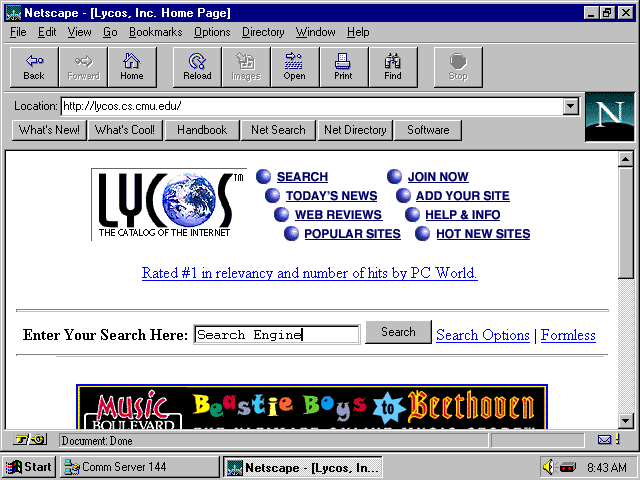 Netscape - [Lycos, Inc. Home Page]
File Edit View Go Bookmarks Options Directory Window Help
Back Forward Home Reload Images Open Print Find Stop
Location: http://lycos.cs.cmu.edu/
N
What's New! What's Cool! Handbook Net Search Net Directory Software
LYCOS TM
THE CATALOG OF THE INTERNET
SEARCH JOIN NOW
TODAY'S NEWS ADD YOUR SITE
WEB REVIEWS HELP & INFO
POPULAR SITES HOT NEW SITES
Rated #1 in relevancy and number of hits by PC World.
Enter Your Search Here: Search Engine Search Search Options | Formless
Music BOULEVARD Beastie Boys to Beethoven
THE ULTIMATE ONLINE MUSIC STORE
Document: Done
Start Comm Server 144 Netscape - [Lycos, In... 8:43 AM